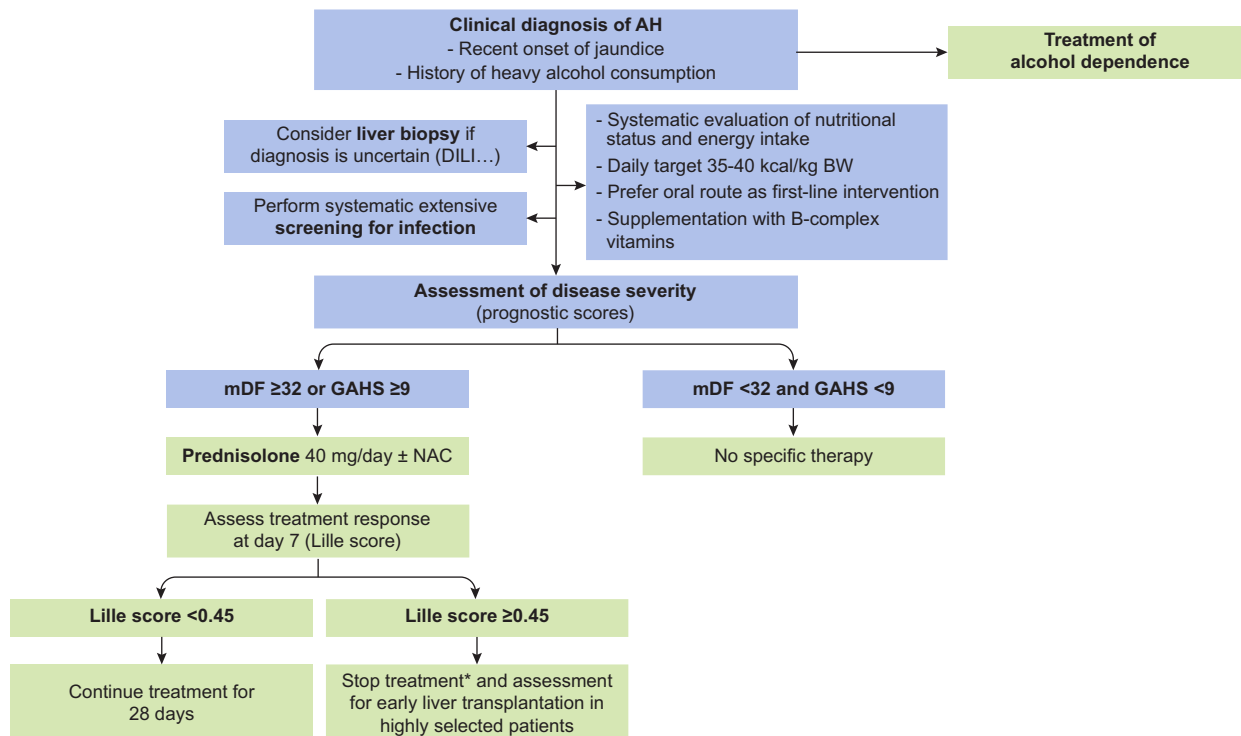 Clinical diagnosis of AH
- Recent onset of jaundice
- History of heavy alcohol consumption
Treatment of
alcohol dependence
Consider liver biopsy if
diagnosis is uncertain (DILI…)
Perform systematic extensive
screening for infection
- Systematic evaluation of nutritional
status and energy intake
- Daily target 35-40 kcal/kg BW
- Prefer oral route as first-line intervention
- Supplementation with B-complex
vitamins
Assessment of disease severity
(prognostic scores)
mDF ≥32 or GAHS ≥9
mDF <32 and GAHS <9
Prednisolone 40 mg/day ± NAC
No specific therapy
Assess treatment response
at day 7 (Lille score)
Lille score <0.45
Lille score ≥0.45
Continue treatment for
28 days
Stop treatment* and assessment
for early liver transplantation in
highly selected patients